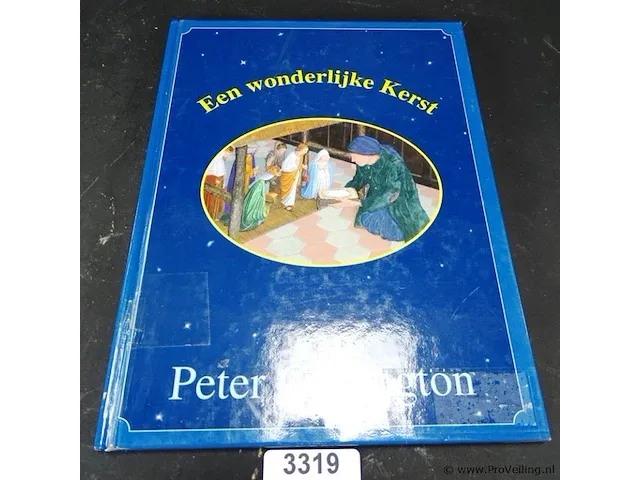 Een wonderlijke Kerst
Peter
3319
© www.ProVeiling.nl